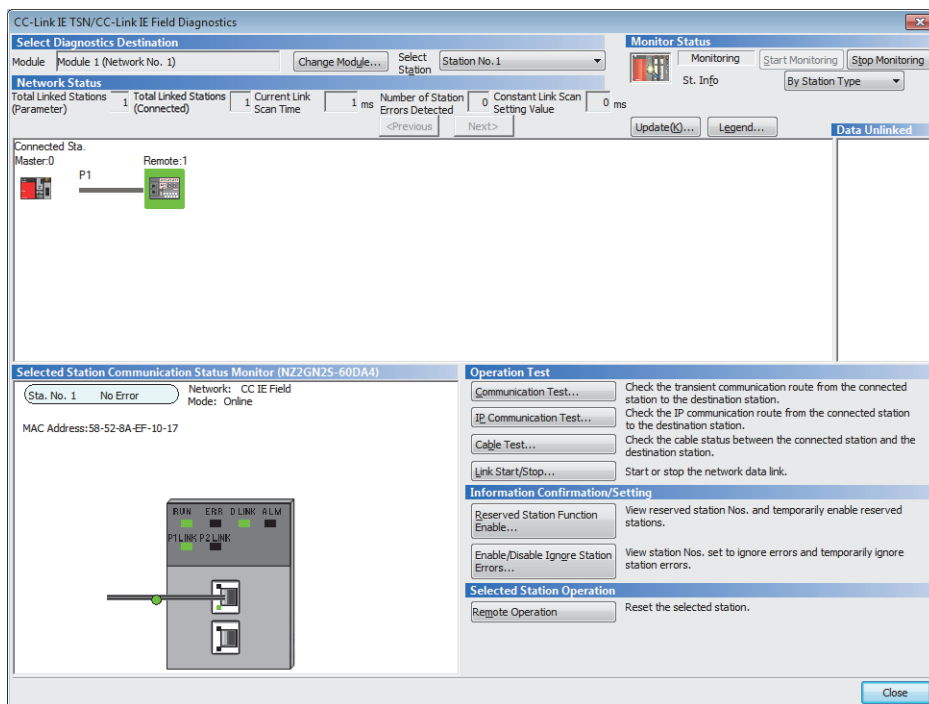 CC-Link IE TSN/CC-Link IE Field Diagnostics
Select Diagnostics Destination
Module Module 1 (Network No. 1) Change Module... Select Station Station No.1
Monitor Status
Monitoring Start Monitoring Stop Monitoring
St. Info By Station Type
Network Status
Total Linked Stations (Parameter) 1 Total Linked Stations (Connected) 1 Current Link Scan Time 1 ms Number of Station Errors Detected 0 Constant Link Scan Setting Value 0 ms
<Previous Next>
Update(K)... Legend...
Data Unlinked
Connected Sta.
Master:0 Remote:1
P1
Selected Station Communication Status Monitor (NZ2GN2S-60DA4)
Sta. No. 1 No Error
Network: CC IE Field
Mode: Online
MAC Address:58-52-8A-EF-10-17
RUN ERR D LINK ALM
P1LINK P2LINK
Operation Test
Communication Test...
Check the transient communication route from the connected
station to the destination station.
IP Communication Test...
Check the IP communication route from the connected station
to the destination station.
Cable Test...
Check the cable status between the connected station and the
destination station.
Link Start/Stop...
Start or stop the network data link.
Information Confirmation/Setting
Reserved Station Function
Enable...
View reserved station Nos. and temporarily enable reserved
stations.
Enable/Disable Ignore Station
Errors...
View station Nos. set to ignore errors and temporarily ignore
station errors.
Selected Station Operation
Remote Operation
Reset the selected station.
Close